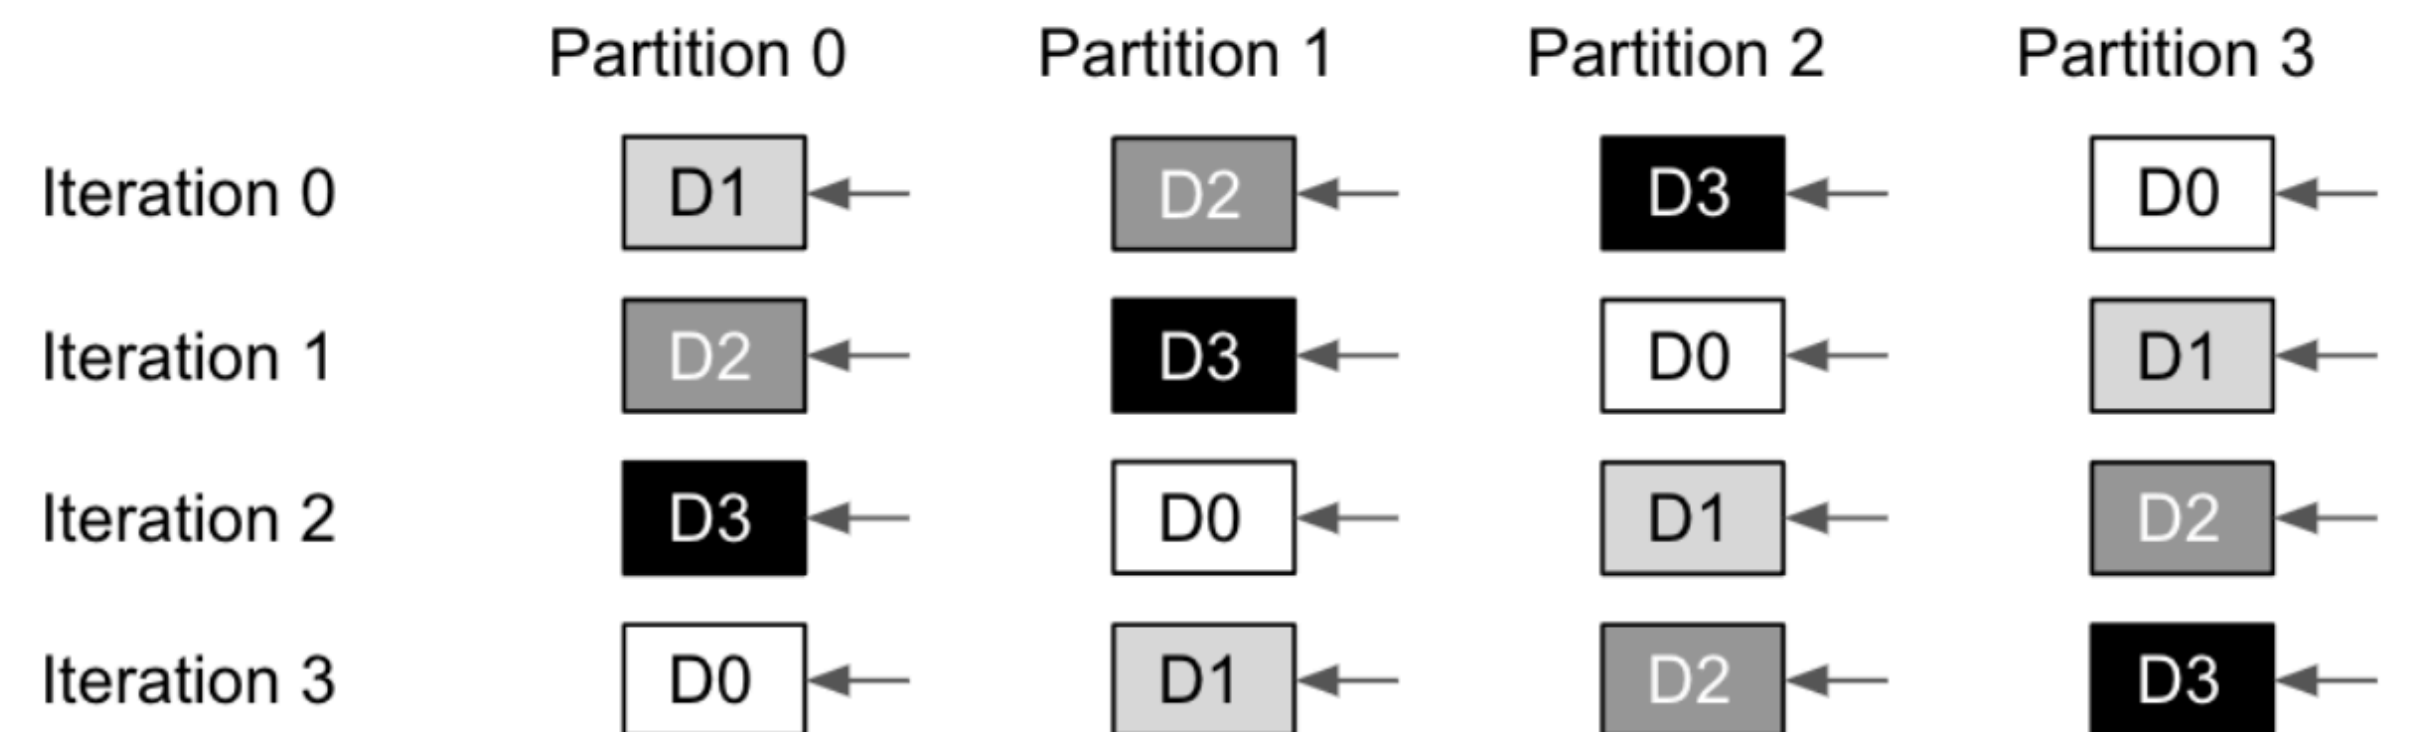 Partition 0 Partition 1 Partition 2 Partition 3
Iteration 0 D1 D2 D3 D0
Iteration 1 D2 D3 D0 D1
Iteration 2 D3 D0 D1 D2
Iteration 3 D0 D1 D2 D3